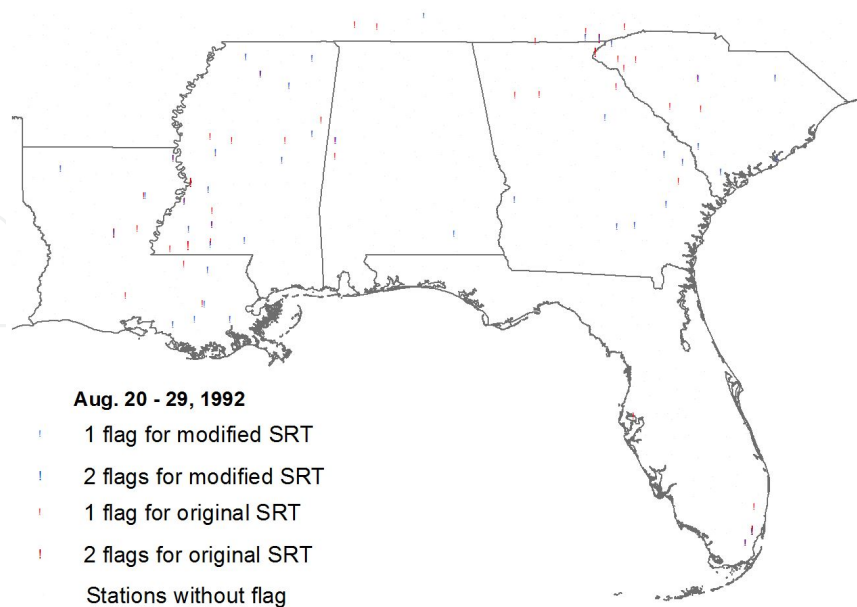 Aug. 20 - 29, 1992
1 flag for modified SRT
2 flags for modified SRT
1 flag for original SRT
2 flags for original SRT
Stations without flag